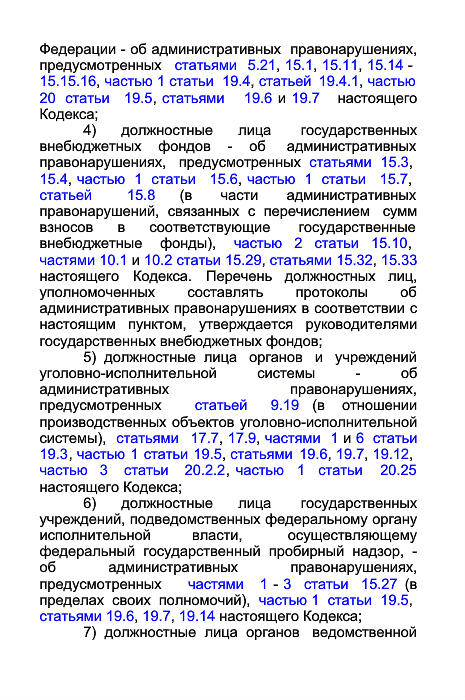 Федерации - об административных правонарушениях,
предусмотренных статьями 5.21, 15.1, 15.11, 15.14 -
15.15.16, частью 1 статьи 19.4, статьей 19.4.1, частью
20 статьи 19.5, статьями 19.6 и 19.7 настоящего
Кодекса;
4) должностные лица государственных
внебюджетных фондов - об административных
правонарушениях, предусмотренных статьями 15.3,
15.4, частью 1 статьи 15.6, частью 1 статьи 15.7,
статьей 15.8 (в части административных
правонарушений, связанных с перечислением сумм
взносов в соответствующие государственные
внебюджетные фонды), частью 2 статьи 15.10,
частями 10.1 и 10.2 статьи 15.29, статьями 15.32, 15.33
настоящего Кодекса. Перечень должностных лиц,
уполномоченных составлять протоколы об
административных правонарушениях в соответствии с
настоящим пунктом, утверждается руководителями
государственных внебюджетных фондов;
5) должностные лица органов и учреждений
уголовно-исполнительной системы - об
административных правонарушениях,
предусмотренных статьей 9.19 (в отношении
производственных объектов уголовно-исполнительной
системы), статьями 17.7, 17.9, частями 1 и 6 статьи
19.3, частью 1 статьи 19.5, статьями 19.6, 19.7, 19.12,
частью 3 статьи 20.2.2, частью 1 статьи 20.25
настоящего Кодекса;
6) должностные лица государственных
учреждений, подведомственных федеральному органу
исполнительной власти, осуществляющему
федеральный государственный пробирный надзор, -
об административных правонарушениях,
предусмотренных частями 1 - 3 статьи 15.27 (в
пределах своих полномочий), частью 1 статьи 19.5,
статьями 19.6, 19.7, 19.14 настоящего Кодекса;
7) должностные лица органов ведомственной